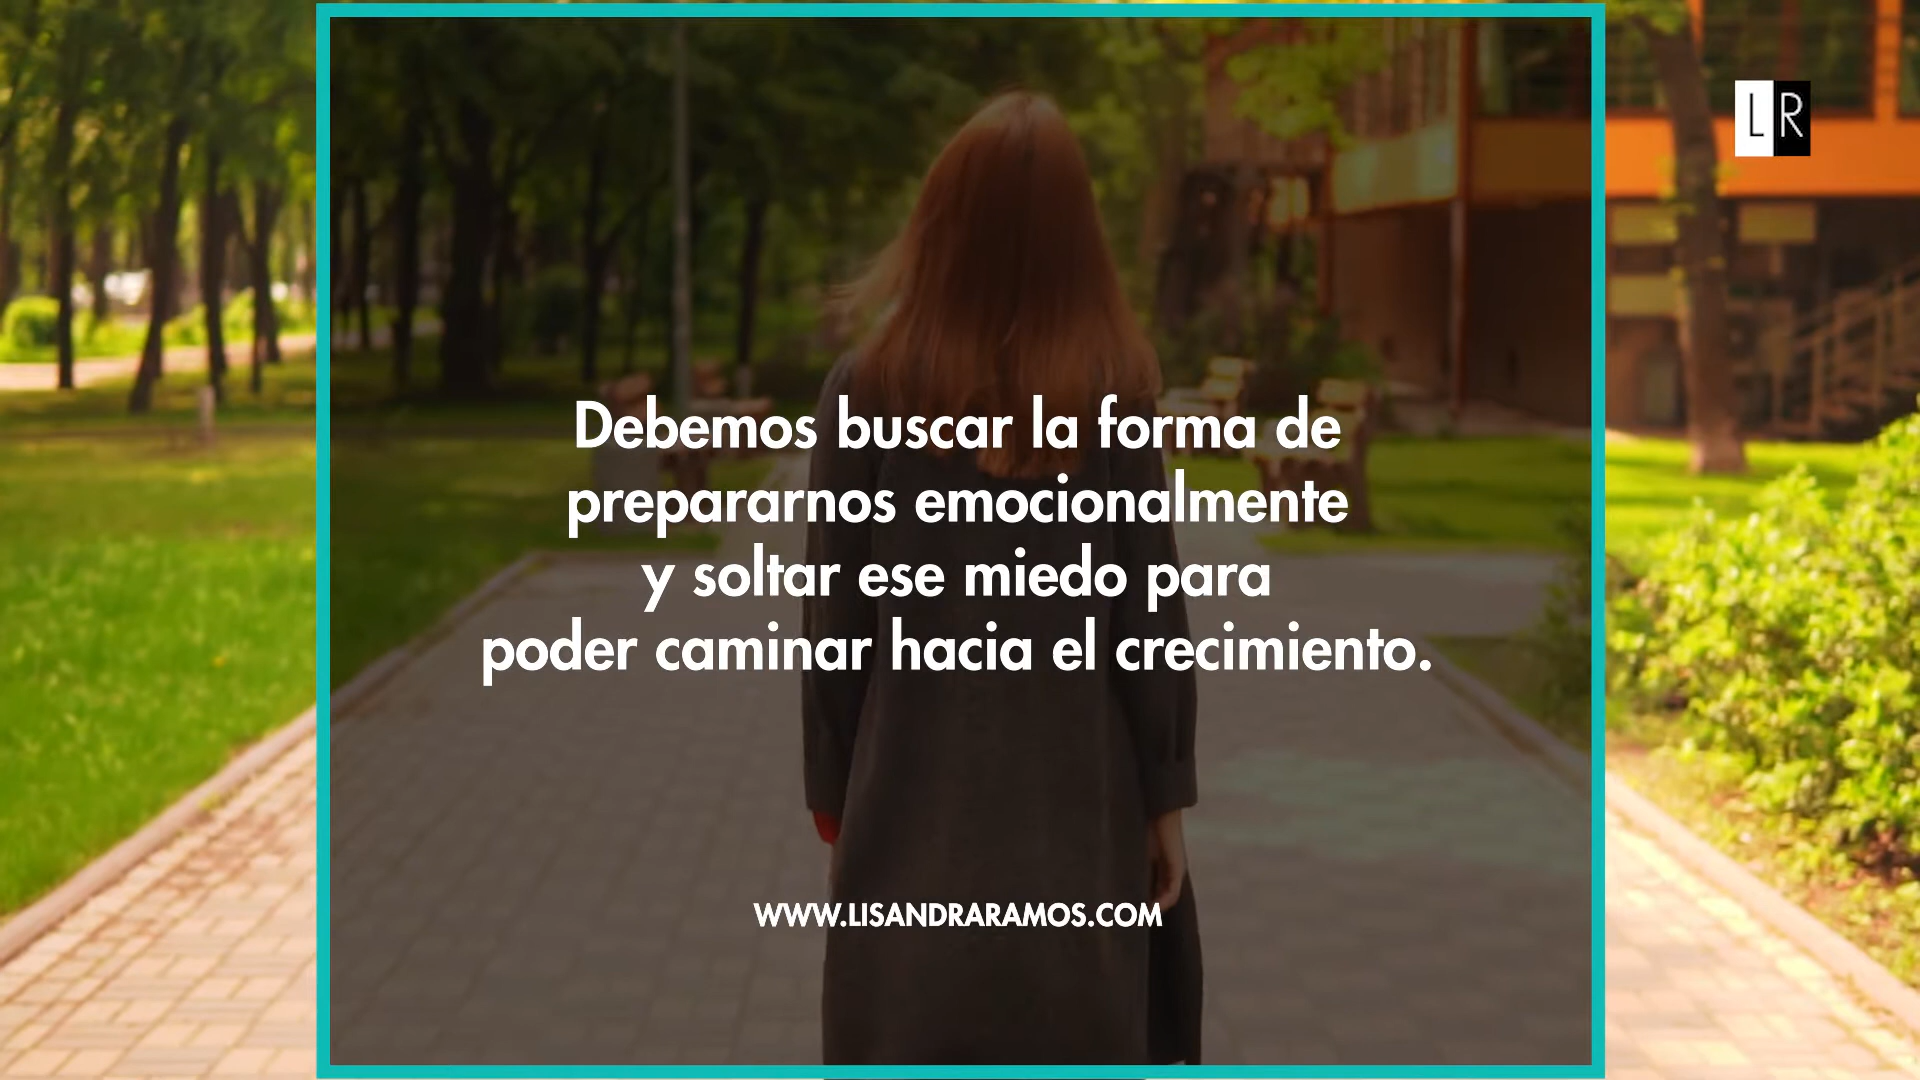 LR
Debemos buscar la forma de
prepararnos emocionalmente
y soltar ese miedo para
poder caminar hacia el crecimiento.
WWW.LISANDRARAMOS.COM